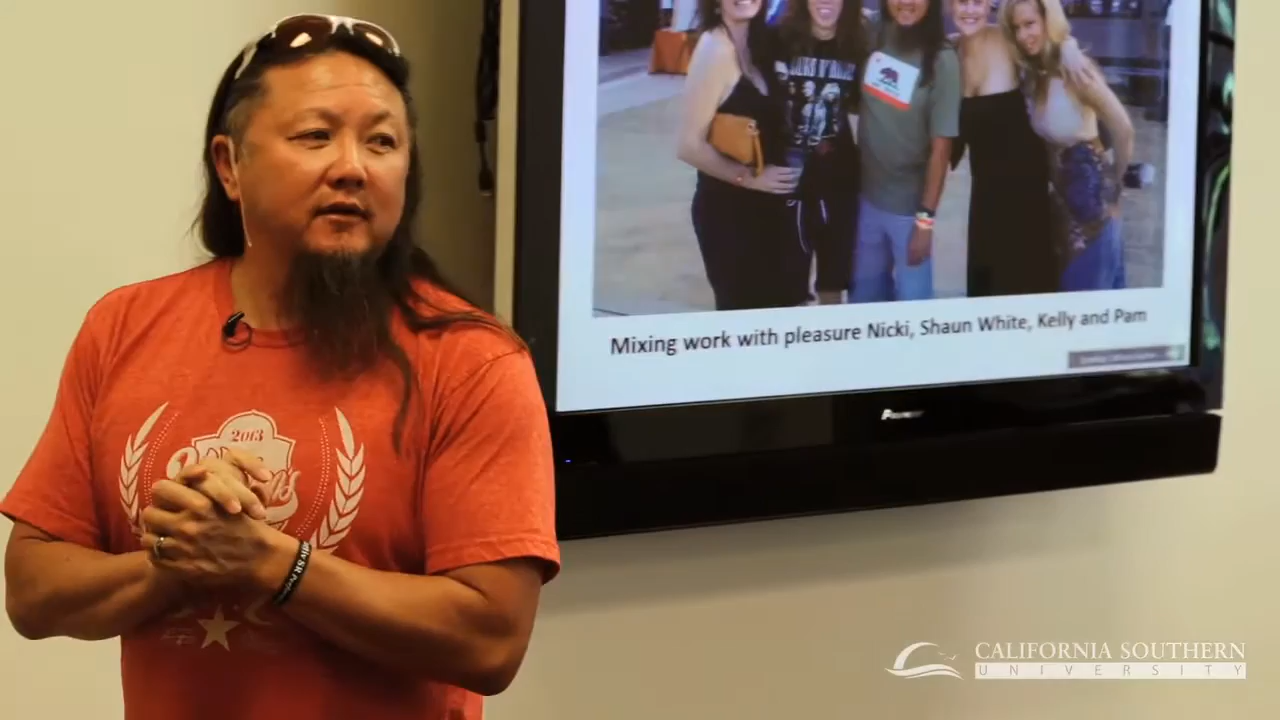 Mixing work with pleasure Nicki, Shaun White, Kelly and Pam
2013
CALIFORNIA SOUTHERN
UNIVERSITY